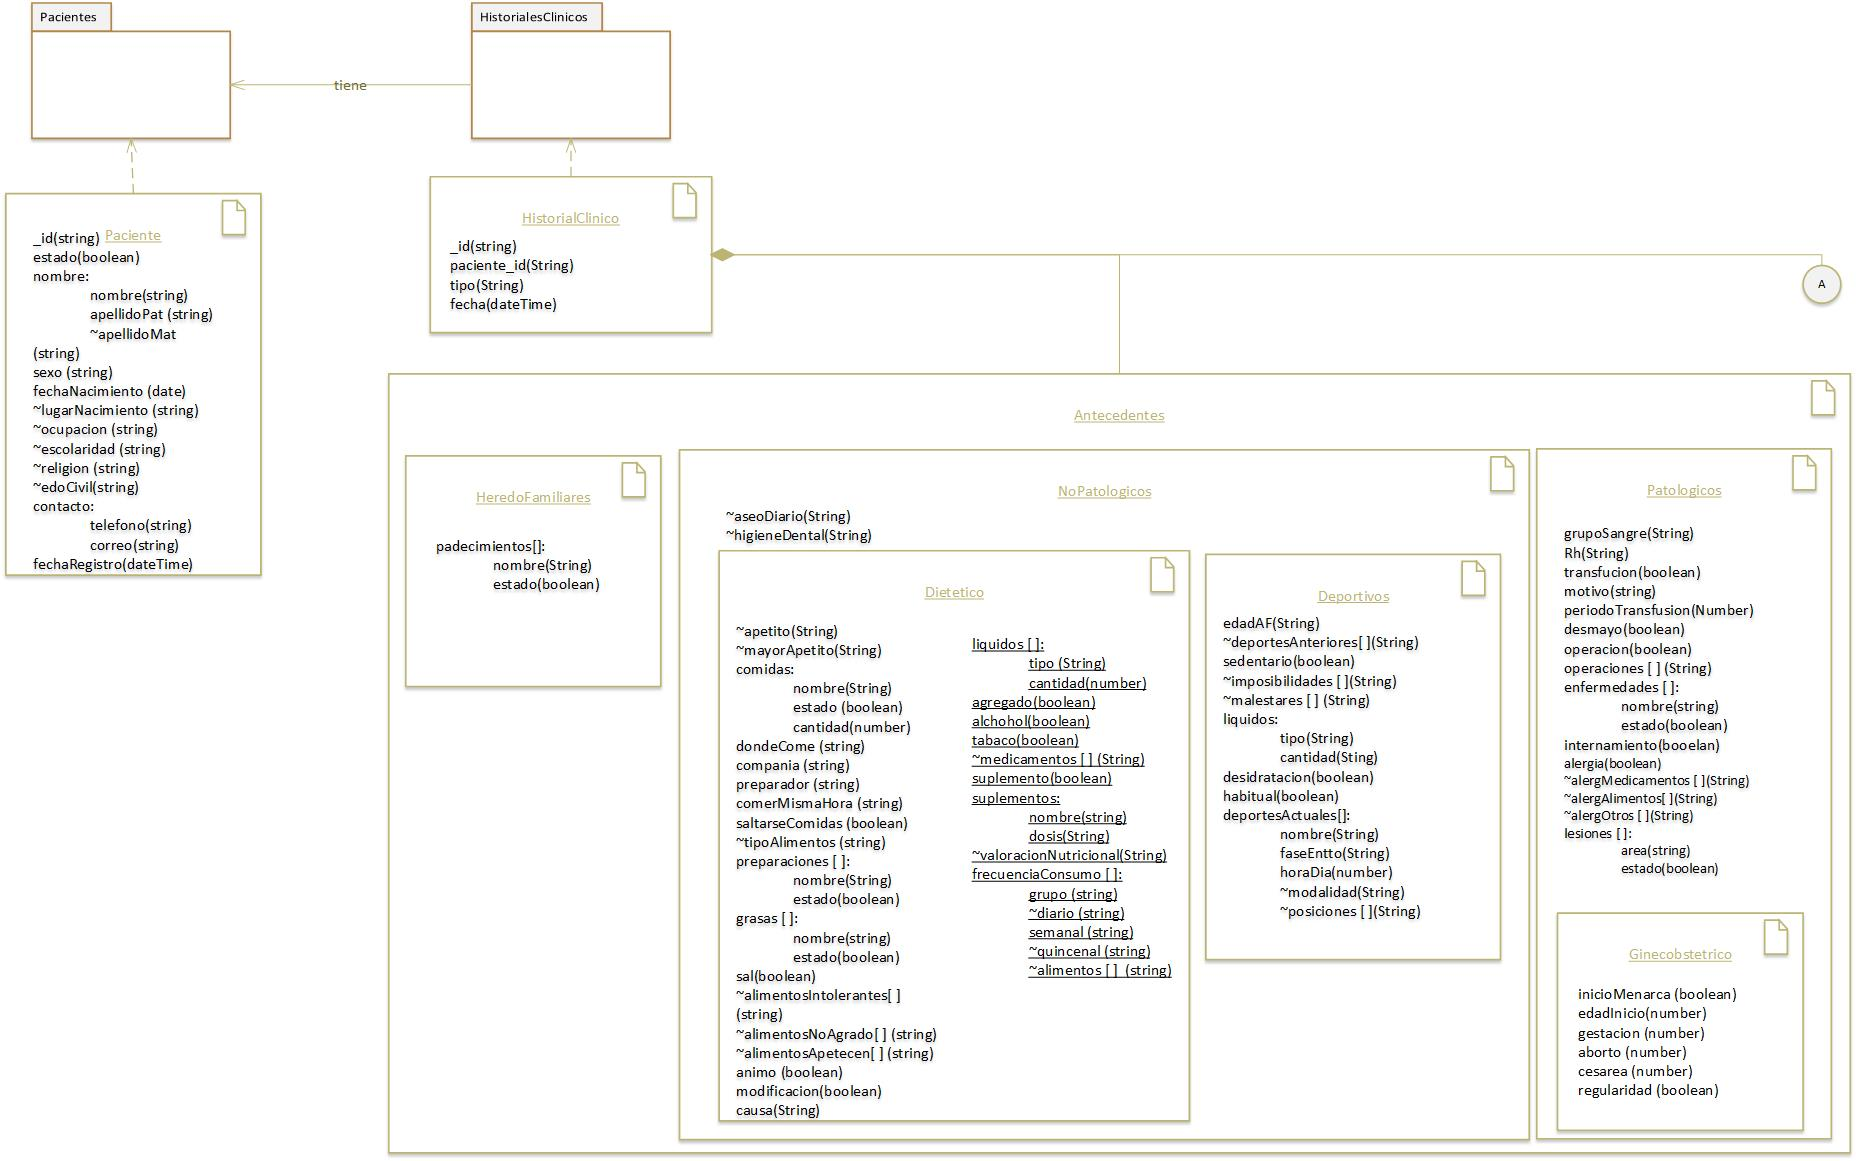 Pacientes
HistorialesClinicos
tiene
Paciente
_id(string)
estado(boolean)
nombre:
nombre(string)
apellidoPat (string)
~apellidoMat
(string)
sexo (string)
fechaNacimiento (date)
~lugarNacimiento (string)
~ocupacion (string)
~escolaridad (string)
~religion (string)
~edoCivil(string)
contacto:
telefono(string)
correo(string)
fechaRegistro(dateTime)
HistorialClinico
_id(string)
paciente_id(String)
tipo(String)
fecha(dateTime)
A
Antecedentes
HeredoFamiliares
padecimientos[]:
nombre(String)
estado(boolean)
NoPatologicos
~aseoDiario(String)
~higieneDental(String)
Dietetico
~apetito(String)
~mayorApetito(String)
comidas:
nombre(String)
estado (boolean)
cantidad(number)
dondeCome (string)
compania (string)
preparador (string)
comerMismaHora (string)
saltarseComidas (boolean)
~tipoAlimentos (string)
preparaciones [ ]:
nombre(String)
estado(boolean)
grasas [ ]:
nombre(string)
estado(boolean)
sal(boolean)
~alimentosIntolerantes[ ]
(string)
~alimentosNoAgrado[ ] (string)
~alimentosApetecen[ ] (string)
animo (boolean)
modificacion(boolean)
causa(String)
liquidos [ ]:
tipo (String)
cantidad(number)
agregado(boolean)
alchohol(boolean)
tabaco(boolean)
~medicamentos [ ] (String)
suplemento(boolean)
suplementos:
nombre(string)
dosis(String)
~valoracionNutricional(String)
frecuenciaConsumo [ ]:
grupo (string)
~diario (string)
semanal (string)
~quincenal (string)
~alimentos [ ] (string)
Deportivos
edadAF(String)
~deportesAnteriores[ ](String)
sedentario(boolean)
~imposibilidades [ ](String)
~malestares [ ] (String)
liquidos:
tipo(String)
cantidad(Sting)
desidratacion(boolean)
habitual(boolean)
deportesActuales[]:
nombre(String)
faseEntto(String)
horaDia(number)
~modalidad(String)
~posiciones [ ](String)
Patologicos
grupoSangre(String)
Rh(String)
transfucion(boolean)
motivo(string)
periodoTransfusion(Number)
desmayo(boolean)
operacion(boolean)
operaciones [ ] (String)
enfermedades [ ]:
nombre(string)
estado(boolean)
internamiento(booelan)
alergia(boolean)
~alergMedicamentos [ ](String)
~alergAlimentos[ ](String)
~alergOtros [ ](String)
lesiones [ ]:
area(string)
estado(boolean)
Ginecobstetrico
inicioMenarca (boolean)
edadInicio(number)
gestacion (number)
aborto (number)
cesarea (number)
regularidad (boolean)